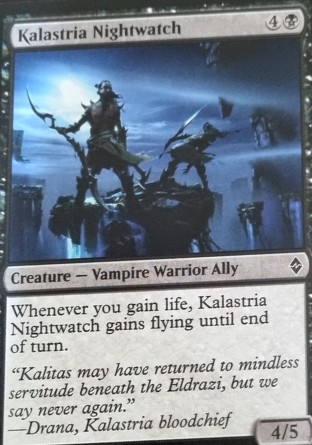 Kalastria Nightwatch 4
Creature — Vampire Warrior Ally
Whenever you gain life, Kalastria
Nightwatch gains flying until end
of turn.
“Kalitas may have returned to mindless
servitude beneath the Eldrazi, but we
say never again.”
—Drana, Kalastria bloodchief
4/5